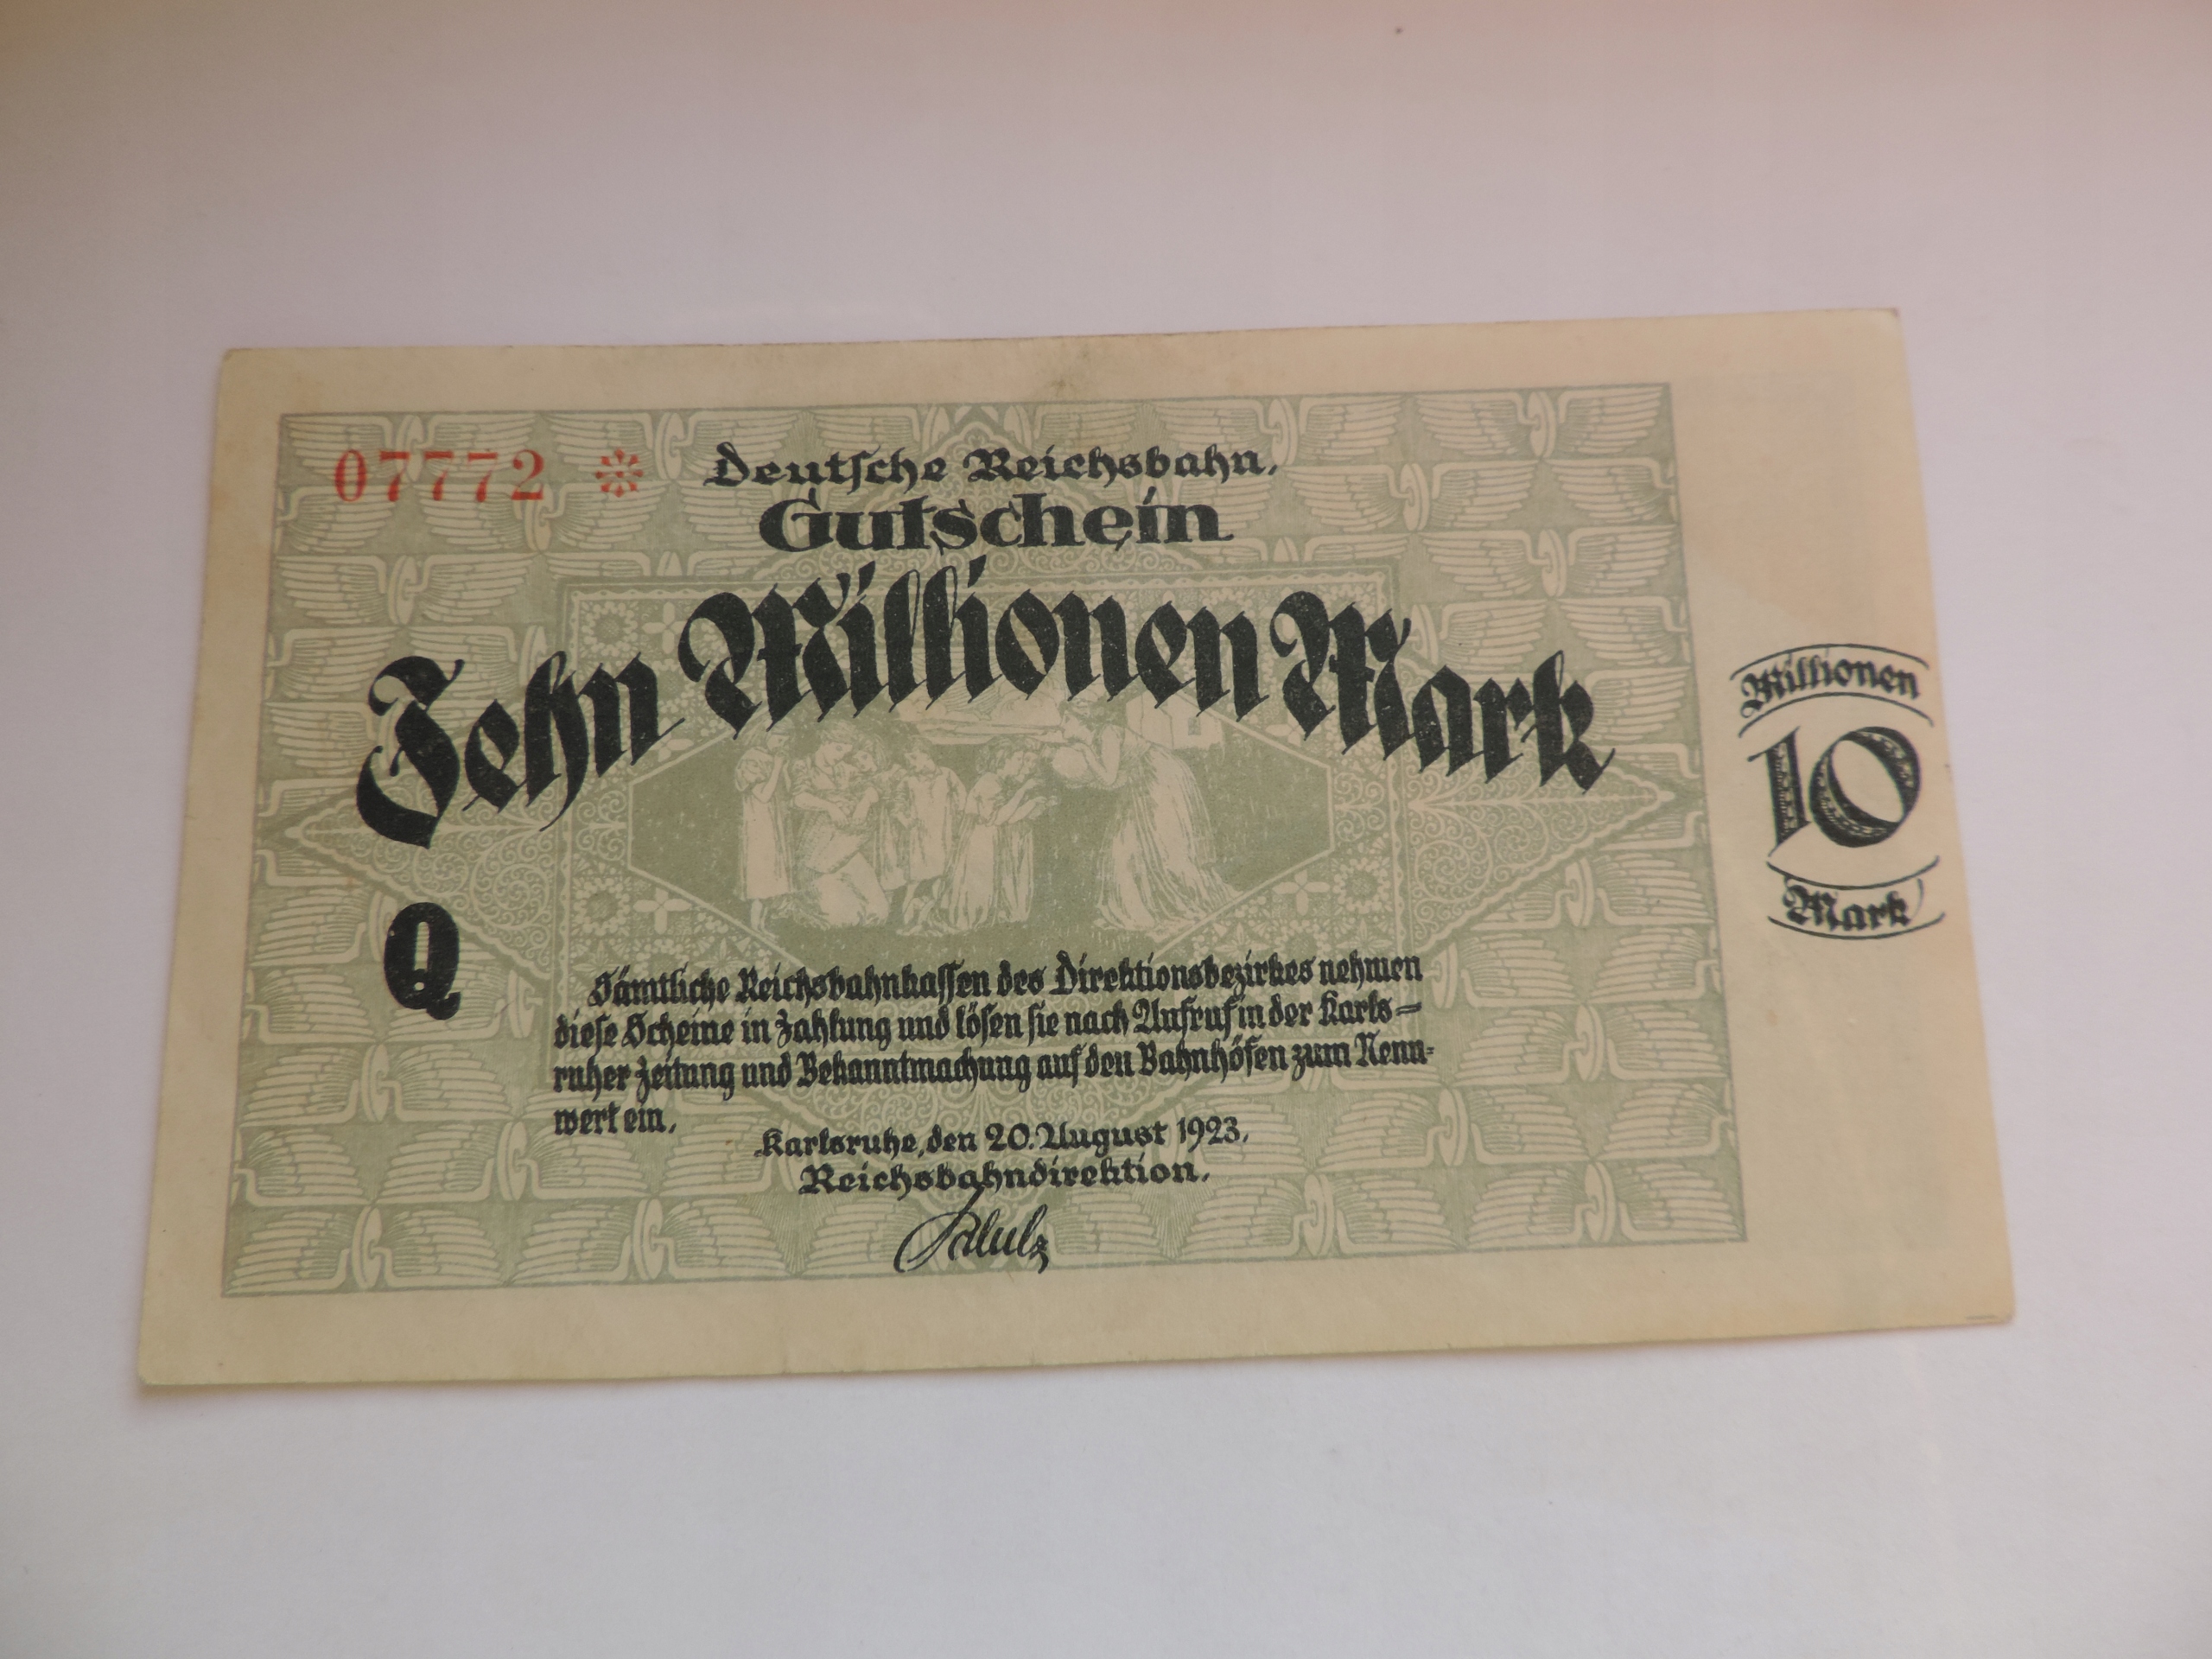 07772 ※
Deutsche Reichsbahn.
Gutschein
Zehn Millionen Mark
Millionen
10
Mark
Q
Sämtliche Reichsbahnkassen des Direktionsbezirkes nehmen
diese Scheine in Zahlung und lösen sie nach Aufruf in der Karls=
ruher Zeitung und Bekanntmachung auf den Bahnhöfen zum Nenn-
wert ein.
Karlsruhe, den 20. August 1923.
Reichsbahndirektion.